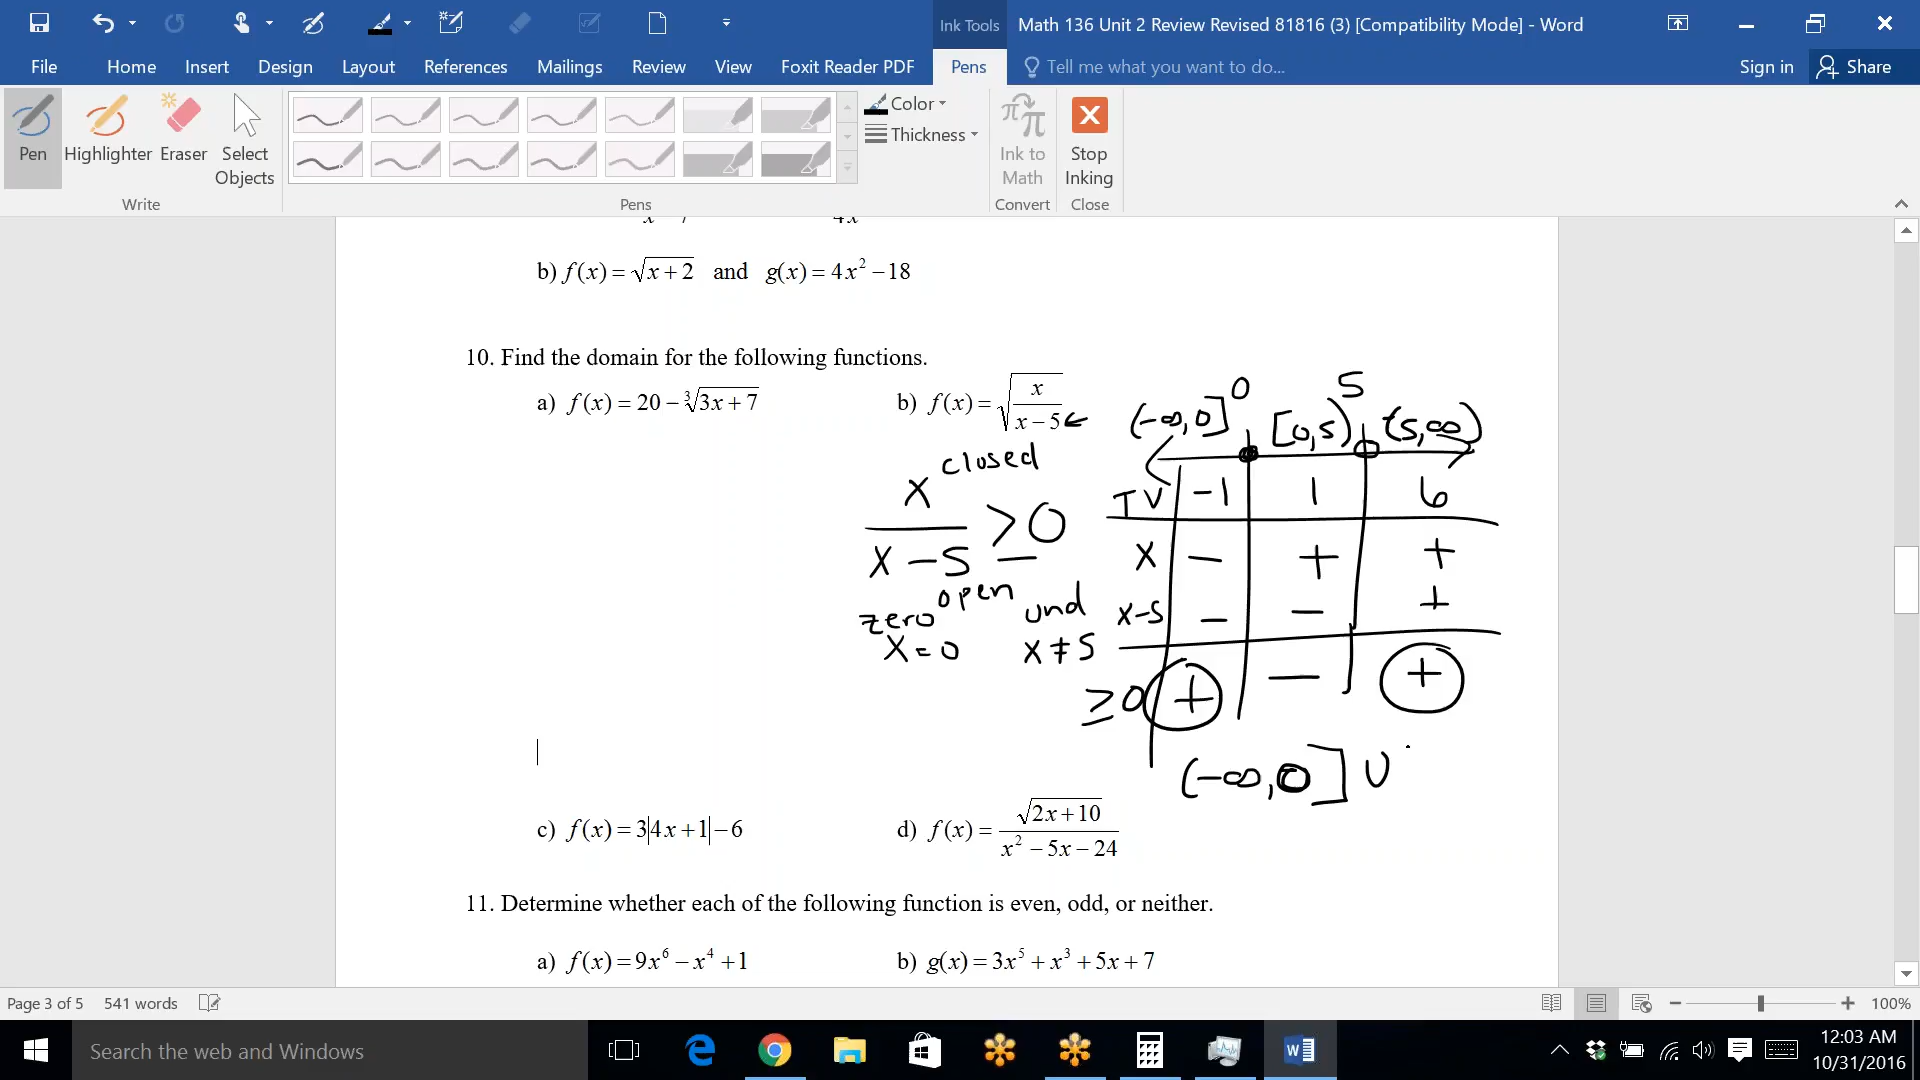 Ink Tools
Math 136 Unit 2 Review Revised 81816 (3) [Compatibility Mode] - Word
File Home Insert Design Layout References Mailings Review View Foxit Reader PDF Pens Tell me what you want to do... Sign in Share
Pen Highlighter Eraser Select Objects
Color
Thickness
Ink to Math
Stop Inking
Write Pens Convert Close
b) f(x) = √(x+2) and g(x) = 4x² − 18
10. Find the domain for the following functions.
a) f(x) = 20 − ∛(3x+7) b) f(x) = √(x/(x−5))
0 5
(-∞,0] [0,5) (5,∞)
closed
x/(x-5) ≥ 0
open
zero und
x=0 x≠5
TV -1 1 6
x - + +
x-5 - - +
≥0 + - +
(-∞,0] ∪
c) f(x) = 3|4x+1| − 6 d) f(x) = √(2x+10)/(x² − 5x − 24)
11. Determine whether each of the following function is even, odd, or neither.
a) f(x) = 9x⁶ − x⁴ + 1 b) g(x) = 3x⁵ + x³ + 5x + 7
Page 3 of 5 541 words 100%
Search the web and Windows
12:03 AM
10/31/2016